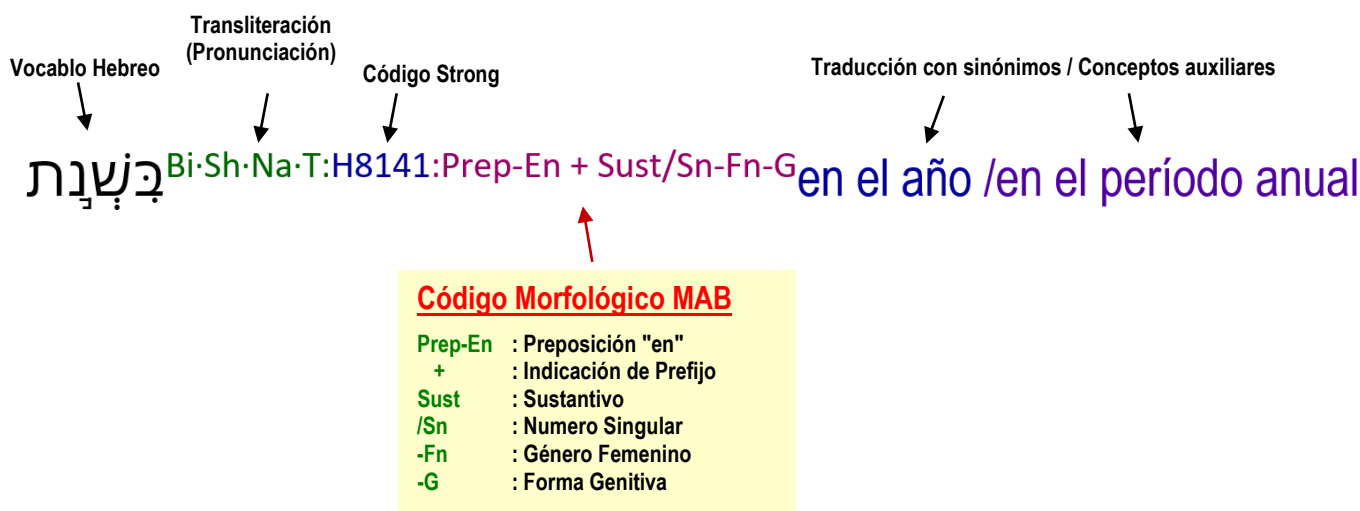 Transliteración
(Pronunciación)
Vocablo Hebreo
Código Strong
Traducción con sinónimos / Conceptos auxiliares
בִּשְׁנַ֣ת Bi·Sh·Na·T:H8141:Prep-En + Sust/Sn-Fn-G en el año /en el período anual
Código Morfológico MAB
Prep-En : Preposición "en"
+ : Indicación de Prefijo
Sust : Sustantivo
/Sn : Numero Singular
-Fn : Género Femenino
-G : Forma Genitiva